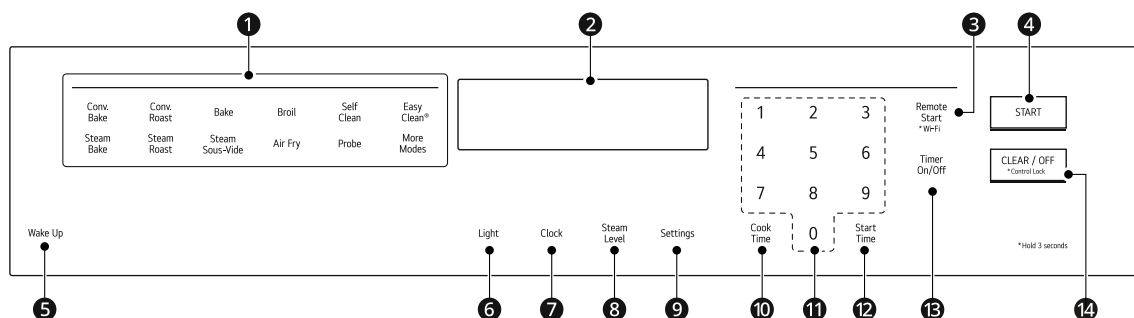 1
2
3
4
Conv. Bake
Conv. Roast
Bake
Broil
Self Clean
Easy Clean®
Steam Bake
Steam Roast
Steam Sous-Vide
Air Fry
Probe
More Modes
1 2 3
4 5 6
7 8 9
0
Remote Start
*Wi-Fi
Timer On/Off
START
CLEAR / OFF
*Control Lock
Wake Up
Light
Clock
Steam Level
Settings
Cook Time
Start Time
*Hold 3 seconds
5
6
7
8
9
10
11
12
13
14